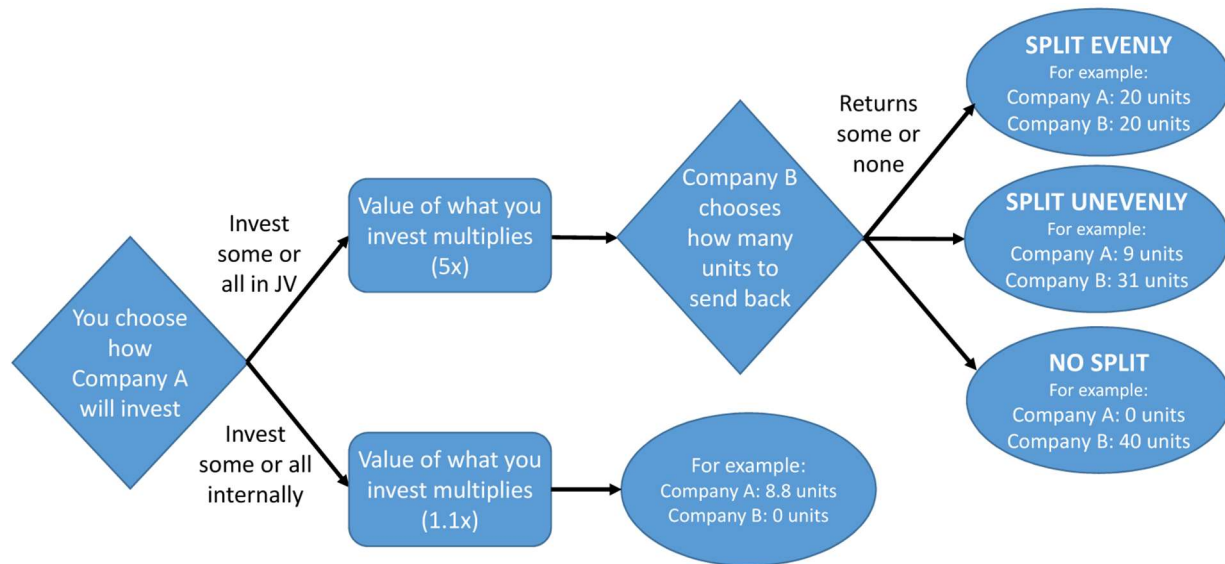 You choose
how
Company A
will invest
Invest
some or
all in JV
Value of what you
invest multiplies
(5x)
Company B
chooses
how many
units to
send back
Returns
some or
none
SPLIT EVENLY
For example:
Company A: 20 units
Company B: 20 units
SPLIT UNEVENLY
For example:
Company A: 9 units
Company B: 31 units
NO SPLIT
For example:
Company A: 0 units
Company B: 40 units
Invest
some or all
internally
Value of what you
invest multiplies
(1.1x)
For example:
Company A: 8.8 units
Company B: 0 units